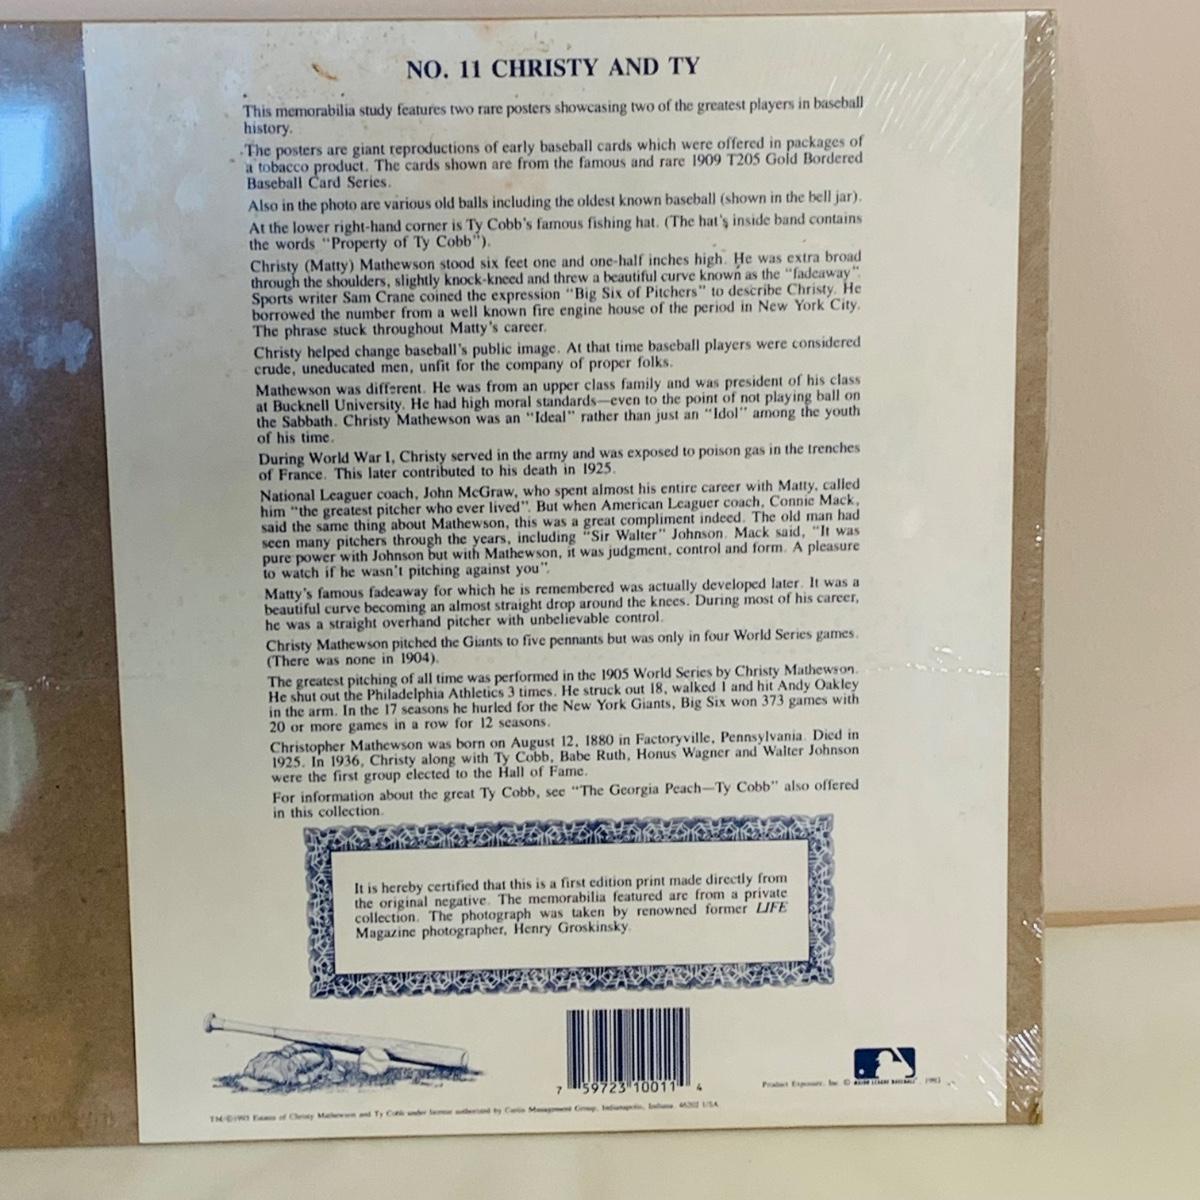 NO. 11 CHRISTY AND TY
This memorabilia study features two rare posters showcasing two of the greatest players in baseball
history.
The posters are giant reproductions of early baseball cards which were offered in packages of
a tobacco product. The cards shown are from the famous and rare 1909 T205 Gold Bordered
Baseball Card Series.
Also in the photo are various old balls including the oldest known baseball (shown in the bell jar).
At the lower right-hand corner is Ty Cobb's famous fishing hat. (The hat's inside band contains
the words "Property of Ty Cobb").
Christy (Matty) Mathewson stood six feet one and one-half inches high. He was extra broad
through the shoulders, slightly knock-kneed and threw a beautiful curve known as the "fadeaway".
Sports writer Sam Crane coined the expression "Big Six of Pitchers" to describe Christy. He
borrowed the number from a well known fire engine house of the period in New York City.
The phrase stuck throughout Matty's career.
Christy helped change baseball's public image. At that time baseball players were considered
crude, uneducated men, unfit for the company of proper folks.
Mathewson was different. He was from an upper class family and was president of his class
at Bucknell University. He had high moral standards—even to the point of not playing ball on
the Sabbath. Christy Mathewson was an "Ideal" rather than just an "Idol" among the youth
of his time.
During World War I, Christy served in the army and was exposed to poison gas in the trenches
of France. This later contributed to his death in 1925.
National Leaguer coach, John McGraw, who spent almost his entire career with Matty, called
him "the greatest pitcher who ever lived". But when American Leaguer coach, Connie Mack,
said the same thing about Mathewson, this was a great compliment indeed. The old man had
seen many pitchers through the years, including "Sir Walter" Johnson. Mack said, "It was
pure power with Johnson but with Mathewson, it was judgment, control and form. A pleasure
to watch if he wasn't pitching against you".
Matty's famous fadeaway for which he is remembered was actually developed later. It was a
beautiful curve becoming an almost straight drop around the knees. During most of his career,
he was a straight overhand pitcher with unbelievable control.
Christy Mathewson pitched the Giants to five pennants but was only in four World Series games.
(There was none in 1904).
The greatest pitching of all time was performed in the 1905 World Series by Christy Mathewson.
He shut out the Philadelphia Athletics 3 times. He struck out 18, walked 1 and hit Andy Oakley
in the arm. In the 17 seasons he hurled for the New York Giants, Big Six won 373 games with
20 or more games in a row for 12 seasons.
Christopher Mathewson was born on August 12, 1880 in Factoryville, Pennsylvania. Died in
1925. In 1936, Christy along with Ty Cobb, Babe Ruth, Honus Wagner and Walter Johnson
were the first group elected to the Hall of Fame.
For information about the great Ty Cobb, see "The Georgia Peach—Ty Cobb" also offered
in this collection.
It is hereby certified that this is a first edition print made directly from
the original negative. The memorabilia featured are from a private
collection. The photograph was taken by renowned former LIFE
Magazine photographer, Henry Groskinsky.
7 59723 10011 4
Product Exposure, Inc. © MAJOR LEAGUE BASEBALL, 1993
TM/©1993 Estates of Christy Mathewson and Ty Cobb under license authorized by Curtis Management Group, Indianapolis, Indiana, 46202 USA